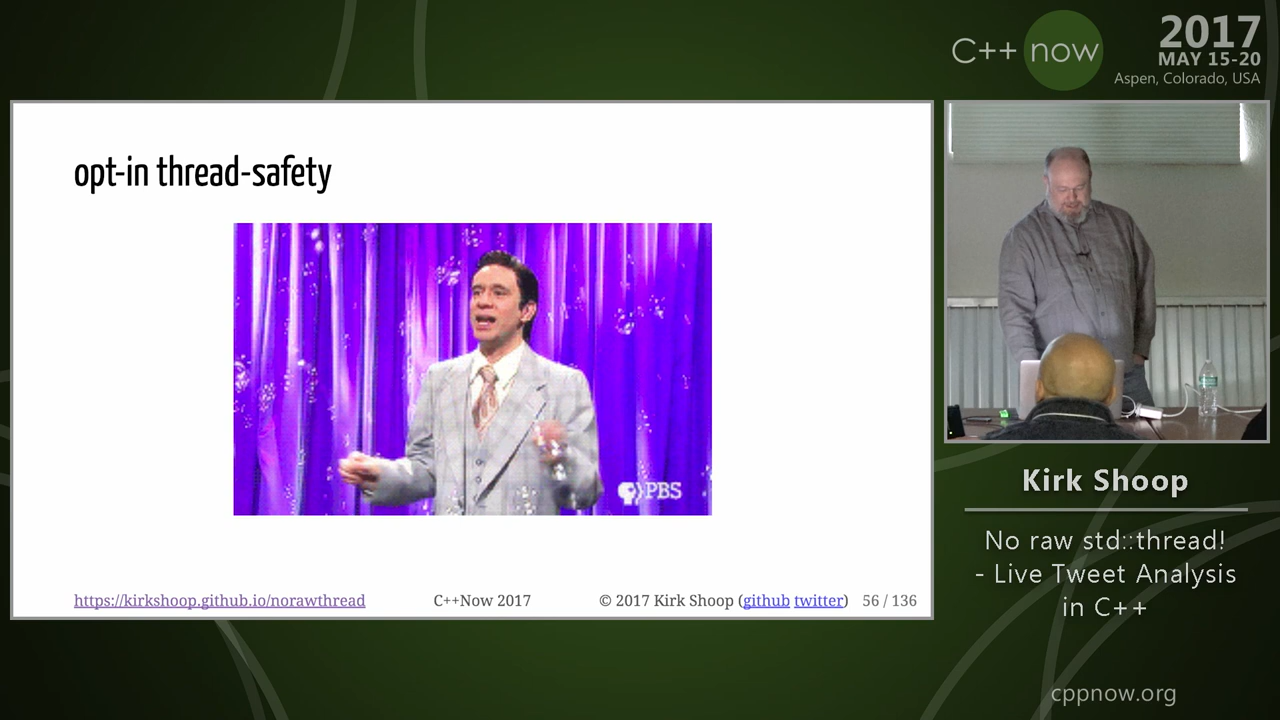 C++ now
2017
MAY 15-20
Aspen, Colorado, USA
opt-in thread-safety
PBS
https://kirkshoop.github.io/norawthread
C++Now 2017
© 2017 Kirk Shoop (github twitter)
56 / 136
Kirk Shoop
No raw std::thread!
- Live Tweet Analysis
in C++
cppnow.org